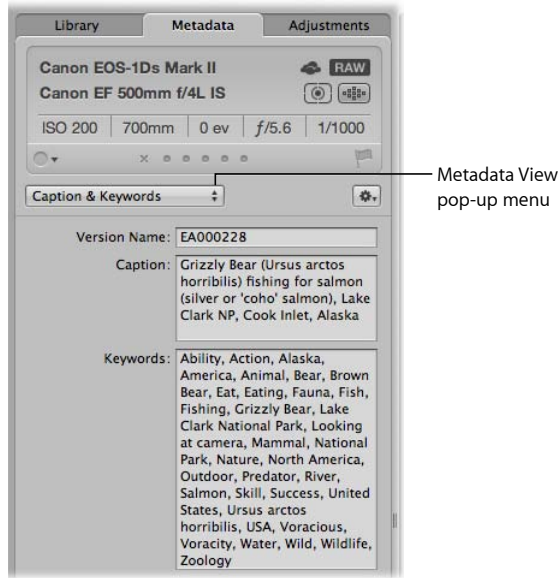 Library Metadata Adjustments
Canon EOS-1Ds Mark II RAW
Canon EF 500mm f/4L IS
ISO 200 700mm 0 ev f/5.6 1/1000
Caption & Keywords
Metadata View
pop-up menu
Version Name: EA000228
Caption: Grizzly Bear (Ursus arctos
horribilis) fishing for salmon
(silver or 'coho' salmon), Lake
Clark NP, Cook Inlet, Alaska
Keywords: Ability, Action, Alaska,
America, Animal, Bear, Brown
Bear, Eat, Eating, Fauna, Fish,
Fishing, Grizzly Bear, Lake
Clark National Park, Looking
at camera, Mammal, National
Park, Nature, North America,
Outdoor, Predator, River,
Salmon, Skill, Success, United
States, Ursus arctos
horribilis, USA, Voracious,
Voracity, Water, Wild, Wildlife,
Zoology